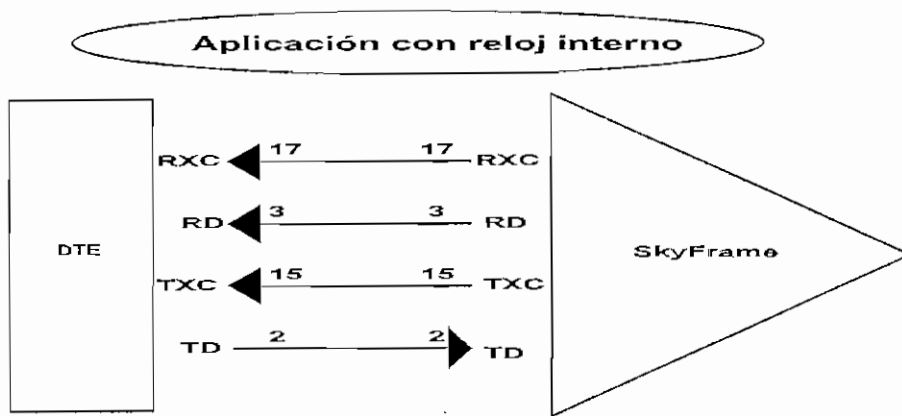 Aplicación con reloj interno
RXC 17 17 RXC
RD 3 3 RD
DTE SkyFrame
TXC 15 15 TXC
TD 2 2 TD